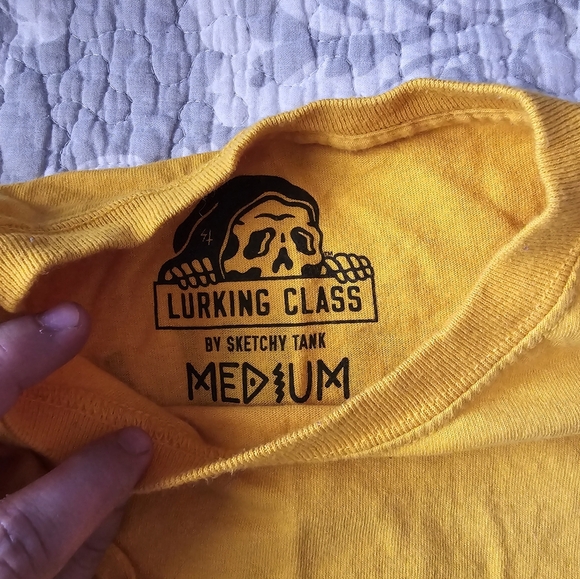 LURKING CLASS
BY SKETCHY TANK
MEDIUM